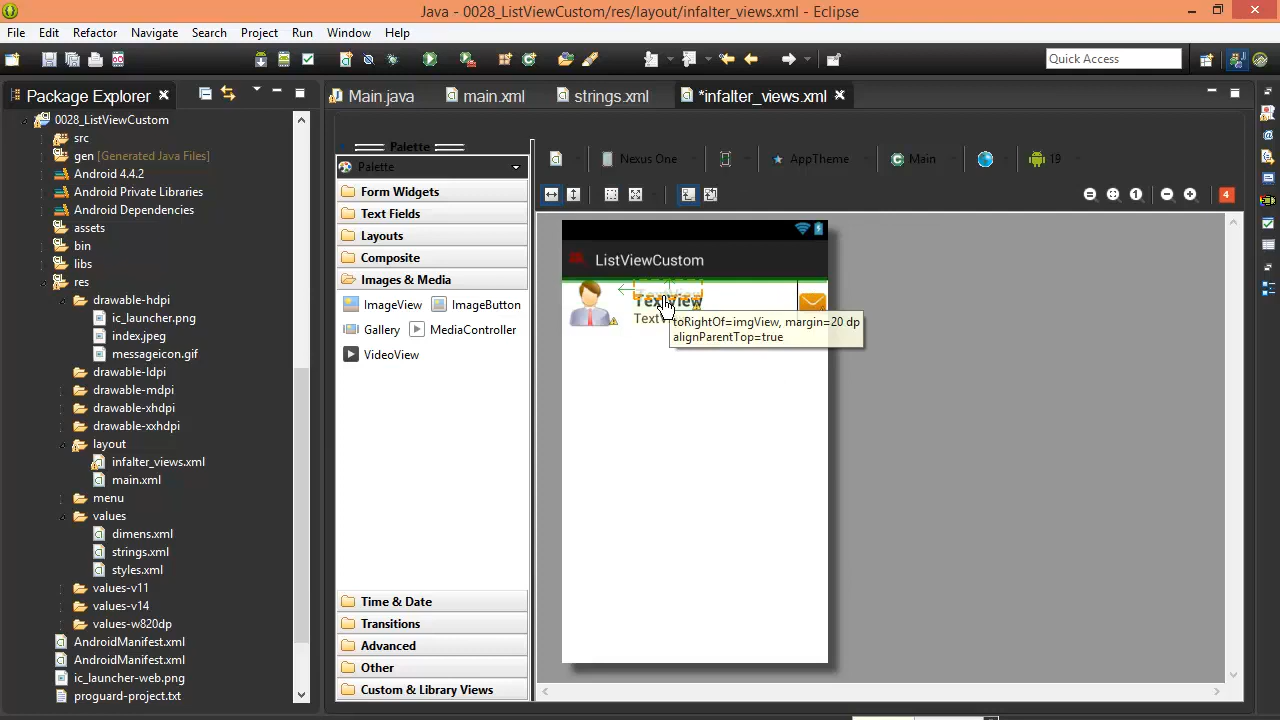 Java - 0028_ListViewCustom/res/layout/infalter_views.xml - Eclipse
File Edit Refactor Navigate Search Project Run Window Help
Quick Access
Package Explorer
Main.java main.xml strings.xml *infalter_views.xml
0028_ListViewCustom
src
gen [Generated Java Files]
Android 4.4.2
Android Private Libraries
Android Dependencies
assets
bin
libs
res
drawable-hdpi
ic_launcher.png
index.jpeg
messageicon.gif
drawable-ldpi
drawable-mdpi
drawable-xhdpi
drawable-xxhdpi
layout
infalter_views.xml
main.xml
menu
values
dimens.xml
strings.xml
styles.xml
values-v11
values-v14
values-w820dp
AndroidManifest.xml
AndroidManifest.xml
ic_launcher-web.png
proguard-project.txt
Palette
Palette
Form Widgets
Text Fields
Layouts
Composite
Images & Media
ImageView ImageButton
Gallery MediaController
VideoView
Time & Date
Transitions
Advanced
Other
Custom & Library Views
Nexus One AppTheme Main 19
1
4
ListViewCustom
TextView
toRightOf=imgView, margin=20 dp
alignParentTop=true